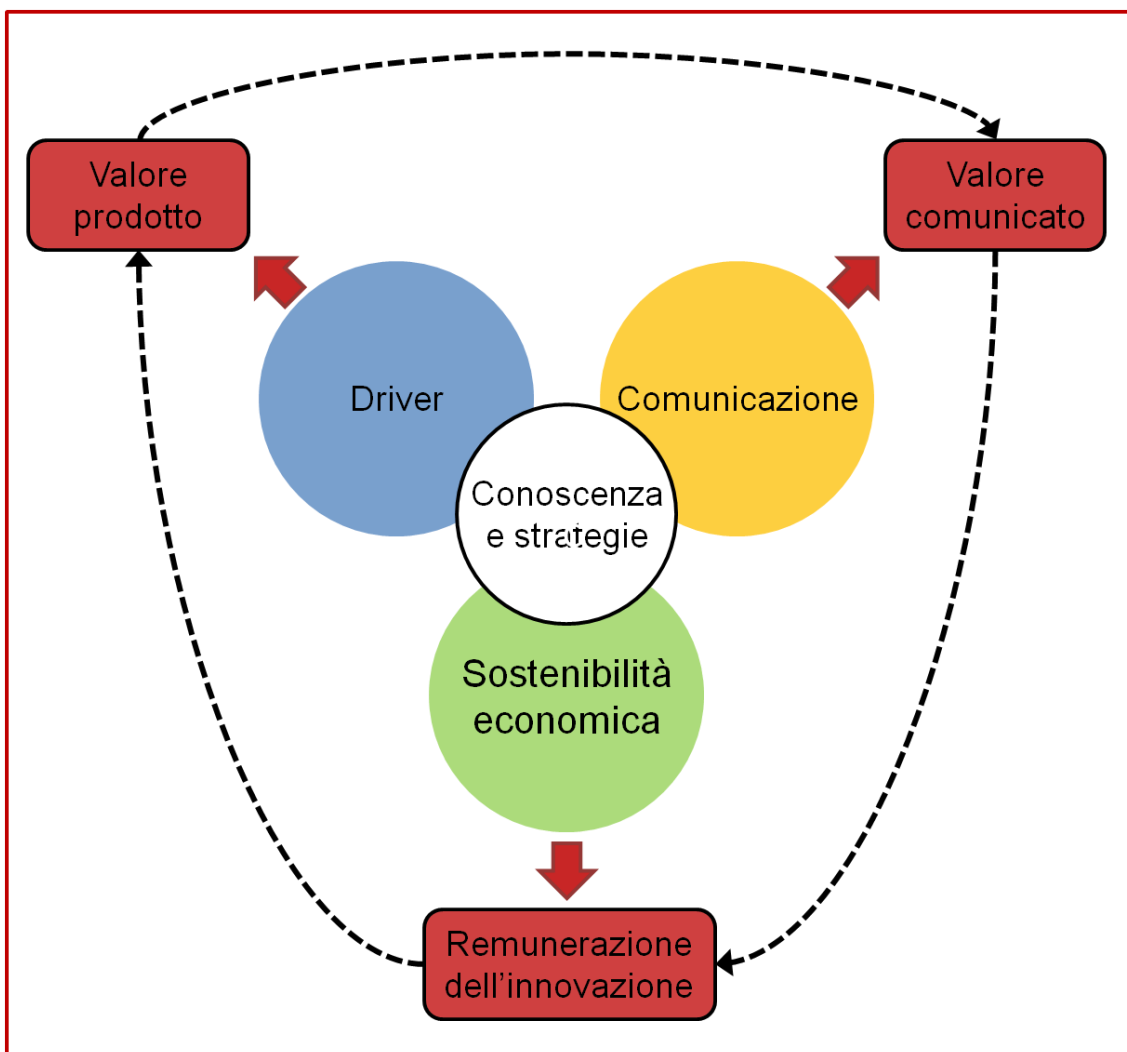 Valore
prodotto
Valore
comunicato
Driver
Comunicazione
Conoscenza
e strategie
Sostenibilità
economica
Remunerazione
dell’innovazione